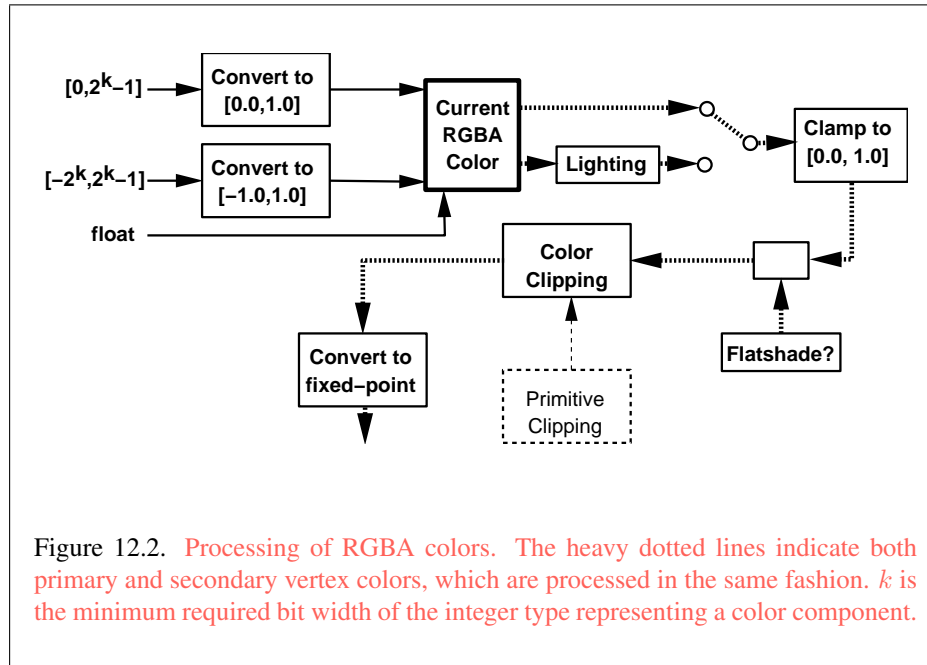 [0,2^k−1]
Convert to
[0.0,1.0]
Current
RGBA
Color
Clamp to
[0.0, 1.0]
Lighting
[−2^k,2^k−1]
Convert to
[−1.0,1.0]
float
Color
Clipping
Flatshade?
Convert to
fixed−point
Primitive
Clipping
Figure 12.2. Processing of RGBA colors. The heavy dotted lines indicate both
primary and secondary vertex colors, which are processed in the same fashion. k is
the minimum required bit width of the integer type representing a color component.